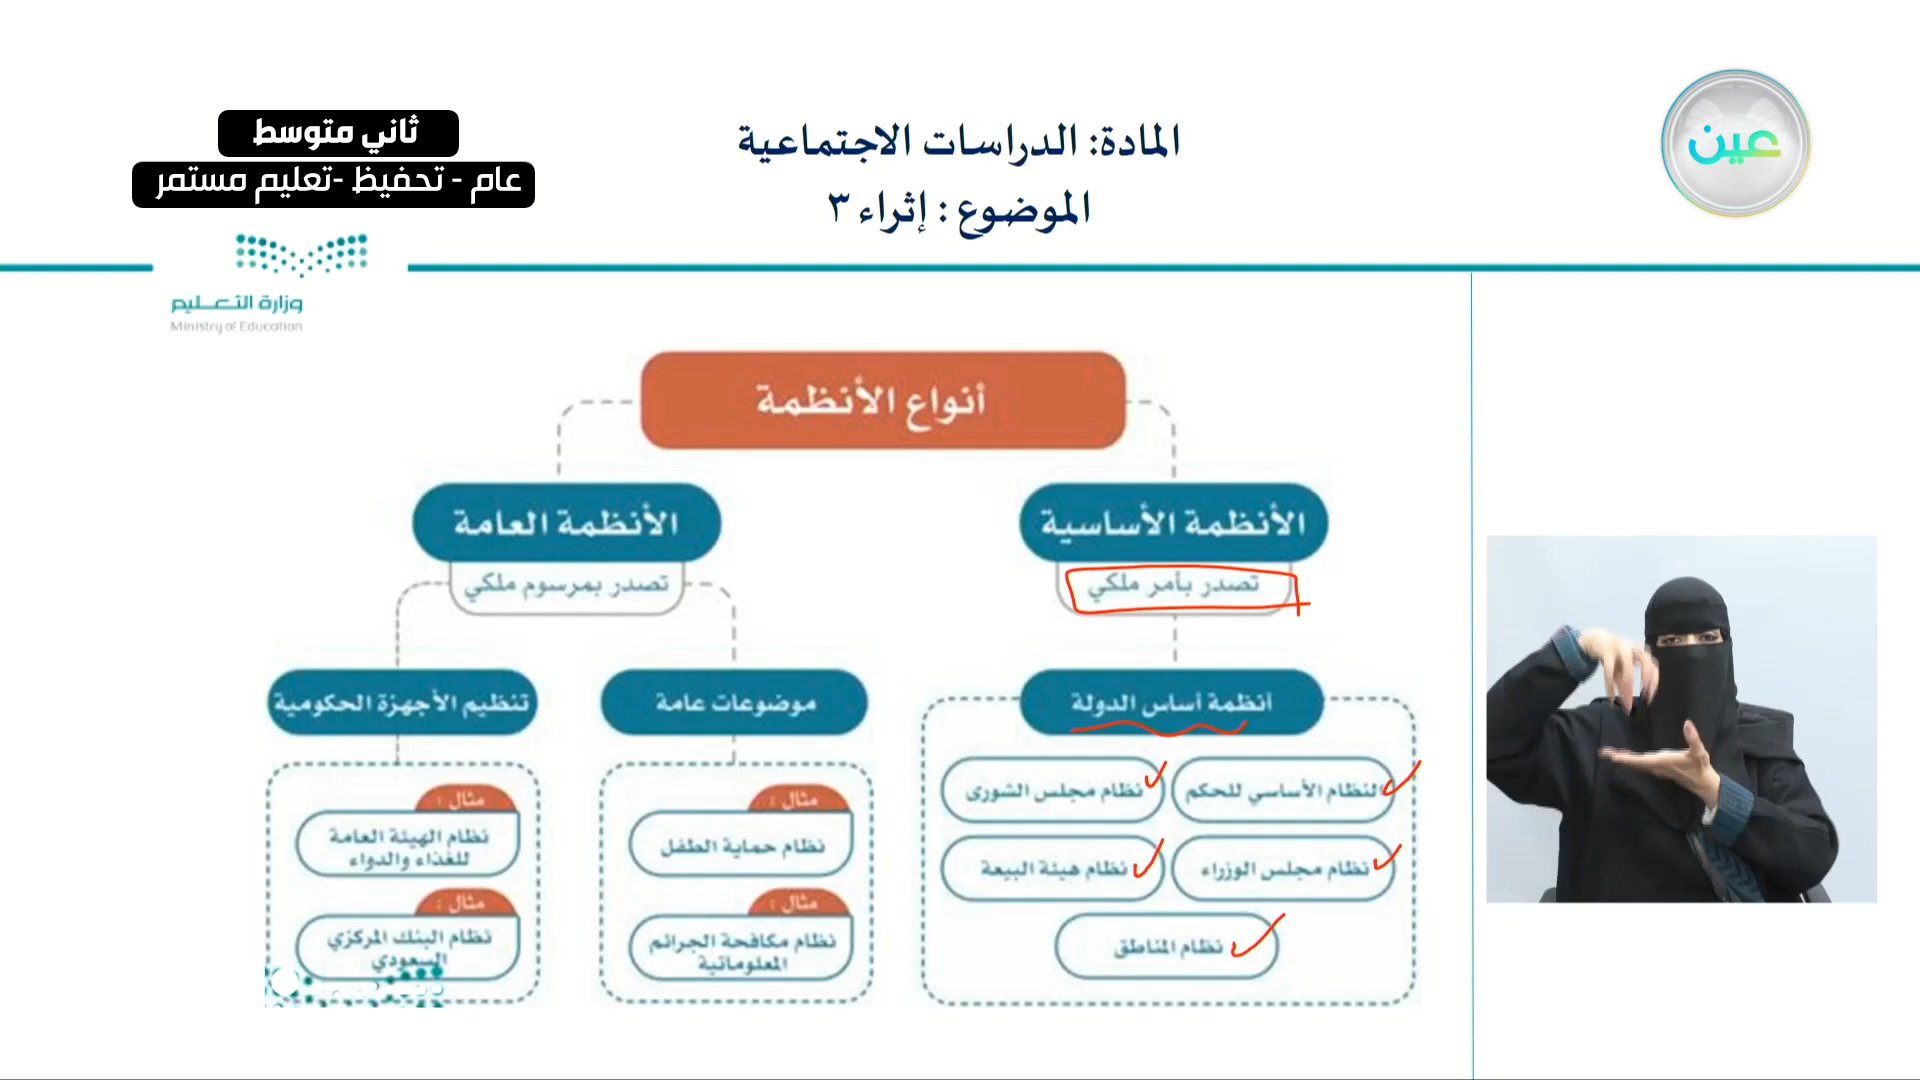 المادة: الدراسات الاجتماعية
الموضوع : إثراء ٣
عين
ثاني متوسط
عام - تحفيظ -تعليم مستمر
وزارة التعـــليم
Ministry of Education
أنواع الأنظمة
الأنظمة الأساسية
تصدر بأمر ملكي
أنظمة أساس الدولة
النظام الأساسي للحكم
نظام مجلس الشورى
نظام مجلس الوزراء
نظام هيئة البيعة
نظام المناطق
الأنظمة العامة
تصدر بمرسوم ملكي
موضوعات عامة
مثال :
نظام حماية الطفل
مثال :
نظام مكافحة الجرائم
المعلوماتية
تنظيم الأجهزة الحكومية
مثال :
نظام الهيئة العامة
للغذاء والدواء
مثال :
نظام البنك المركزي
السعودي